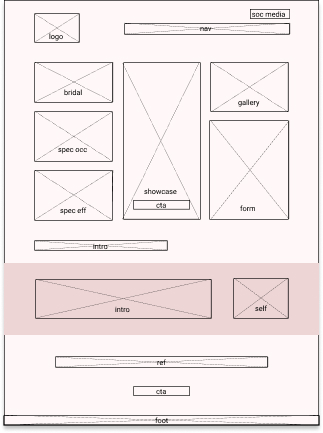 soc media
logo
nav
bridal
gallery
spec occ
showcase
cta
form
spec eff
intro
intro
self
ref
cta
foot